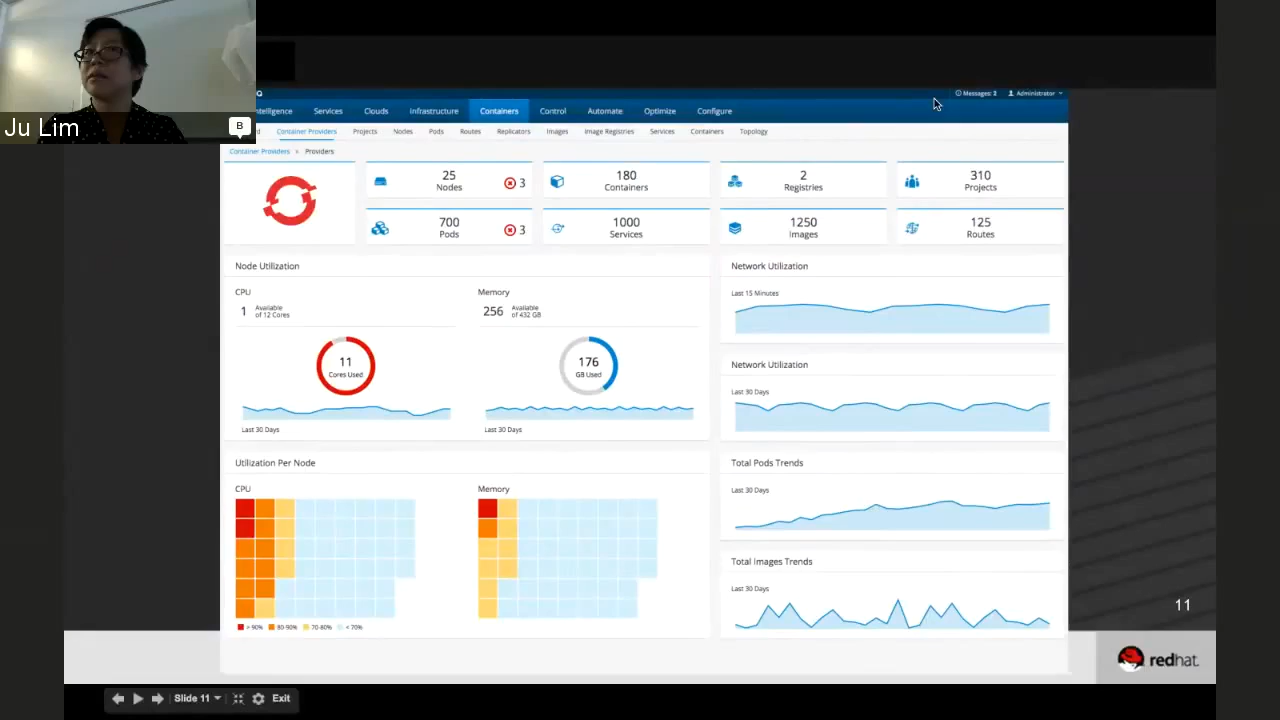 Ju Lim
B
Q
Messages: 2
Administrator
ntelligence Services Clouds Infrastructure Containers Control Automate Optimize Configure
d Container Providers Projects Nodes Pods Routes Replicators Images Image Registries Services Containers Topology
Container Providers > Providers
25
Nodes
3
180
Containers
2
Registries
310
Projects
700
Pods
3
1000
Services
1250
Images
125
Routes
Node Utilization
CPU
1 Available
of 12 Cores
11
Cores Used
Last 30 Days
Memory
256 Available
of 432 GB
176
GB Used
Last 30 Days
Network Utilization
Last 15 Minutes
Network Utilization
Last 30 Days
Utilization Per Node
CPU
Memory
> 90% 80-90% 70-80% < 70%
Total Pods Trends
Last 30 Days
Total Images Trends
Last 30 Days
11
redhat.
Slide 11
Exit